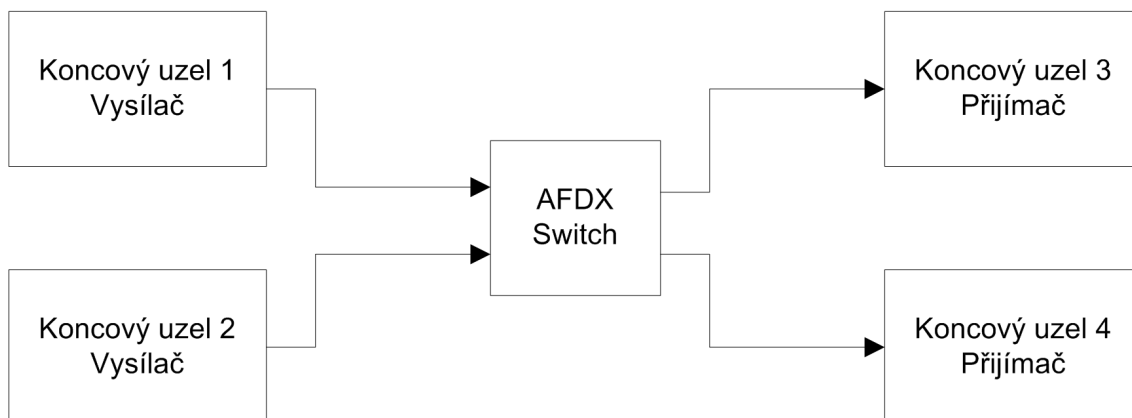 Koncový uzel 1
Vysílač
Koncový uzel 2
Vysílač
AFDX
Switch
Koncový uzel 3
Přijímač
Koncový uzel 4
Přijímač